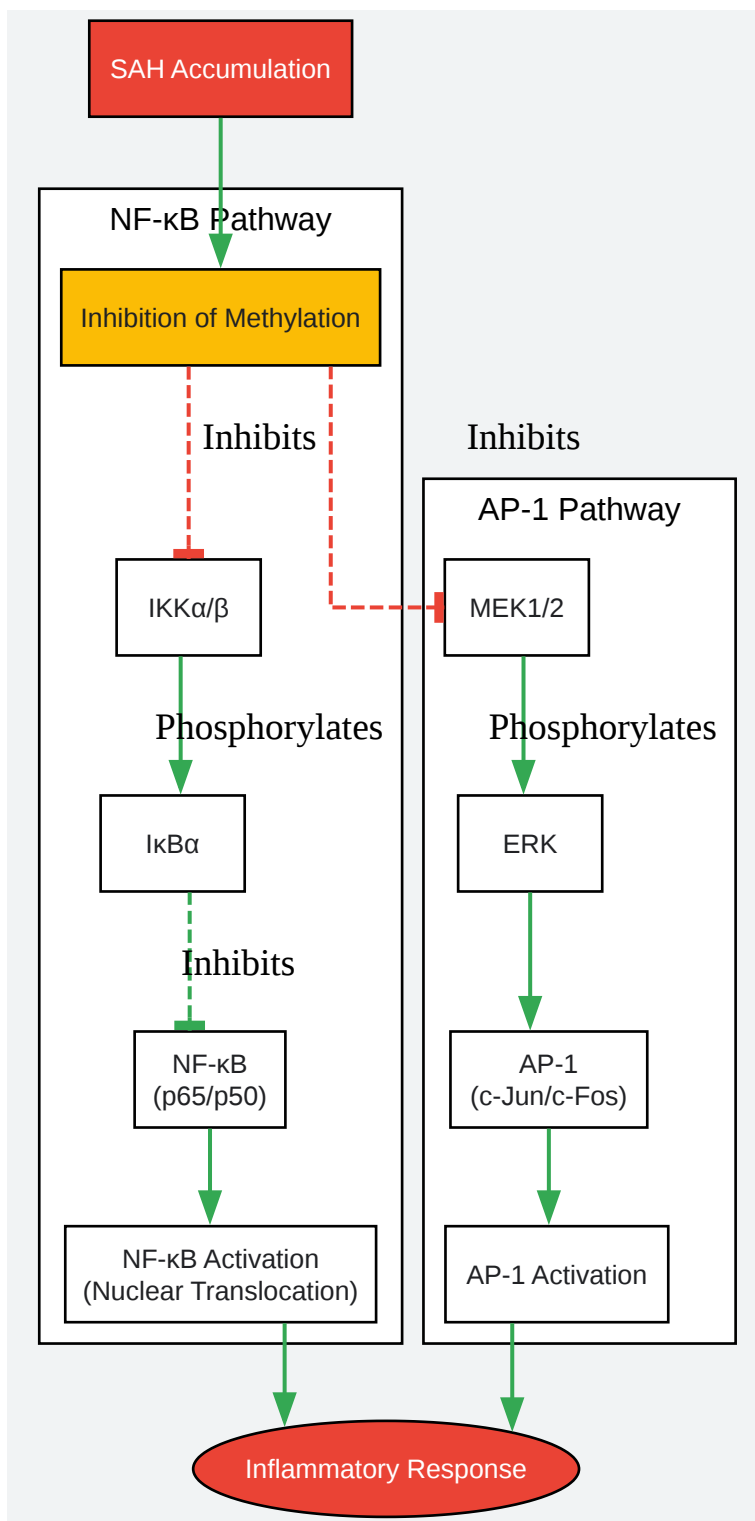 SAH Accumulation
NF-κB Pathway
Inhibition of Methylation
Inhibits
Inhibits
AP-1 Pathway
IKKα/β
MEK1/2
Phosphorylates
Phosphorylates
IκBα
ERK
Inhibits
NF-κB
(p65/p50)
AP-1
(c-Jun/c-Fos)
NF-κB Activation
(Nuclear Translocation)
AP-1 Activation
Inflammatory Response